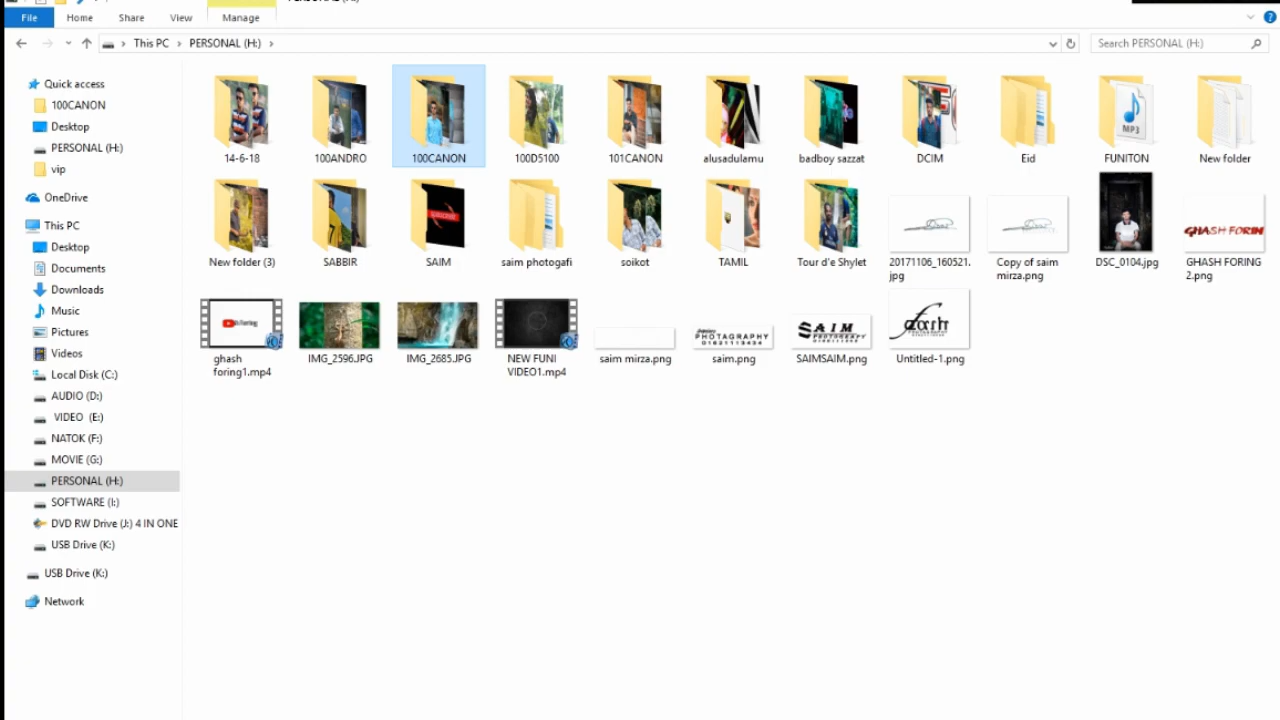 File Home Share View Manage
This PC PERSONAL (H:) Search PERSONAL (H:)
Quick access
100CANON
Desktop
PERSONAL (H:)
vip
OneDrive
This PC
Desktop
Documents
Downloads
Music
Pictures
Videos
Local Disk (C:)
AUDIO (D:)
VIDEO (E:)
NATOK (F:)
MOVIE (G:)
PERSONAL (H:)
SOFTWARE (I:)
DVD RW Drive (J:) 4 IN ONE
USB Drive (K:)
USB Drive (K:)
Network
14-6-18 100ANDRO 100CANON 100D5100 101CANON alusadulamu badboy sazzat DCIM Eid FUNITON New folder
MP3
New folder (3) SABBIR SAIM saim photogafi soikot TAMIL Tour d'e Shylet 20171106_160521.jpg Copy of saim mirza.png DSC_0104.jpg GHASH FORING 2.png
GHASH FORIN
ghash foring1.mp4 IMG_2596.JPG IMG_2685.JPG NEW FUNI VIDEO1.mp4 saim mirza.png saim.png SAIMSAIM.png Untitled-1.png
PHOTAGRAPHY
SAIM